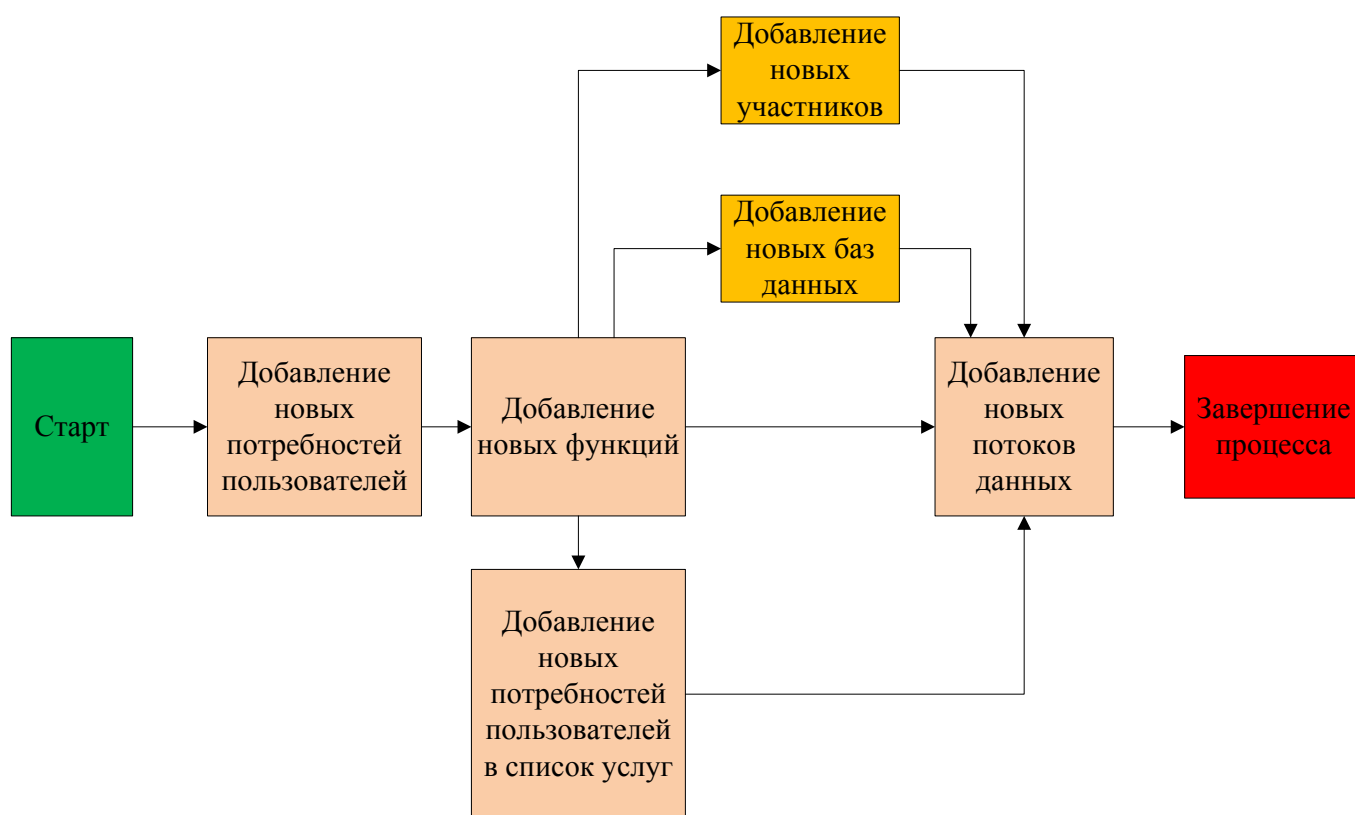 Добавление
новых
участников
Добавление
новых баз
данных
Старт
Добавление
новых
потребностей
пользователей
Добавление
новых функций
Добавление
новых
потоков
данных
Завершение
процесса
Добавление
новых
потребностей
пользователей
в список услуг